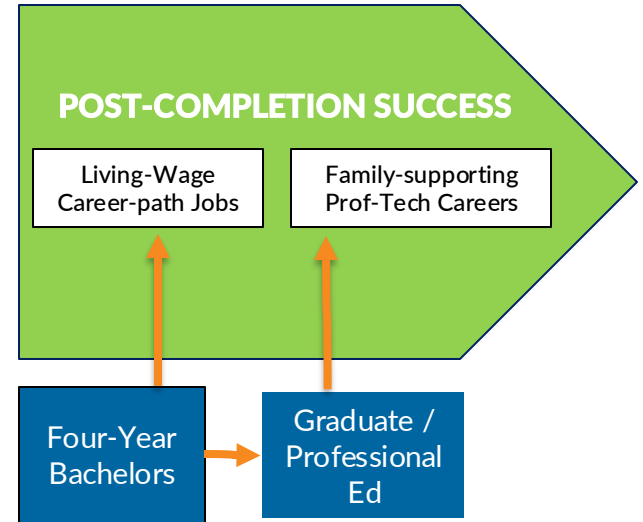 POST-COMPLETION SUCCESS
Living-Wage
Career-path Jobs
Family-supporting
Prof-Tech Careers
Four-Year
Bachelors
Graduate /
Professional
Ed